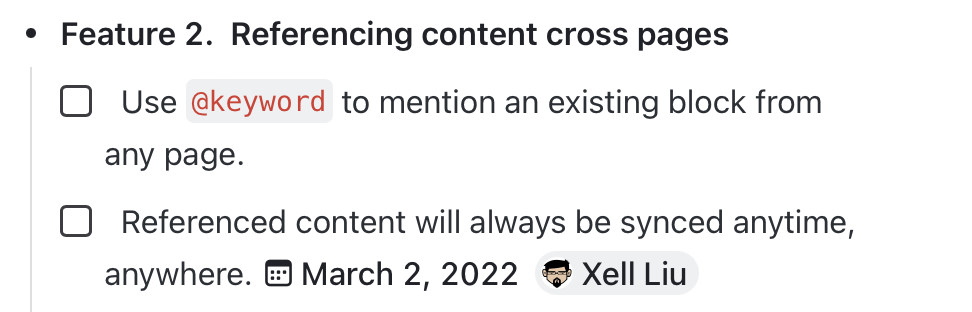 • Feature 2.  Referencing content cross pages
Use @keyword to mention an existing block from
any page.
Referenced content will always be synced anytime,
anywhere. March 2, 2022 Xell Liu